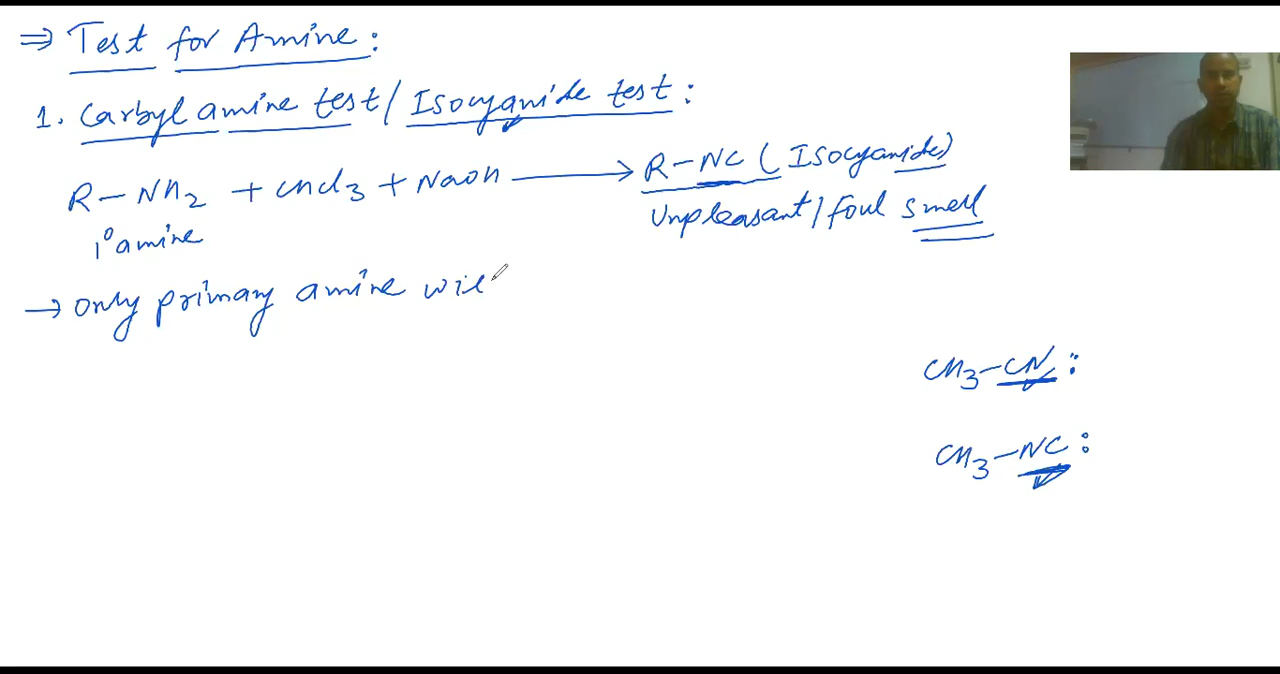 ⇒ Test for Amine:
1. Carbyl amine test/Isocyanide test:
R-NH2 + CHCl3 + NaOH ⟶ R-NC (Isocyanide)
1° amine
Unpleasant/foul smell
→ only primary amine will
CH3-CN:
CH3-NC: